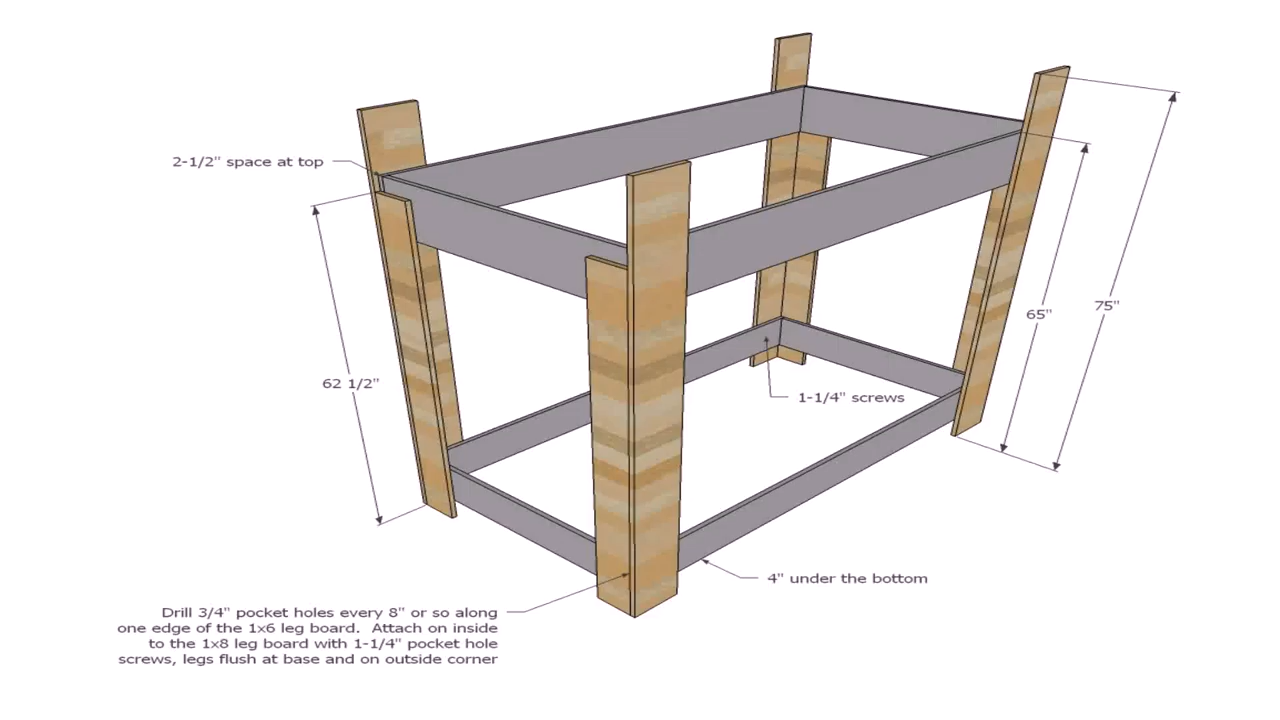 2-1/2" space at top
75"
65"
62 1/2"
1-1/4" screws
4" under the bottom
Drill 3/4" pocket holes every 8" or so along
one edge of the 1x6 leg board.  Attach on inside
to the 1x8 leg board with 1-1/4" pocket hole
screws, legs flush at base and on outside corner